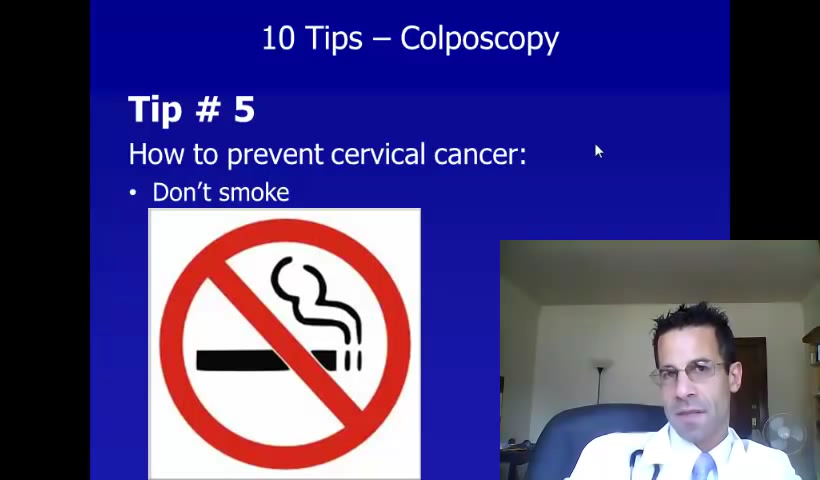 10 Tips – Colposcopy
Tip # 5
How to prevent cervical cancer:
• Don't smoke